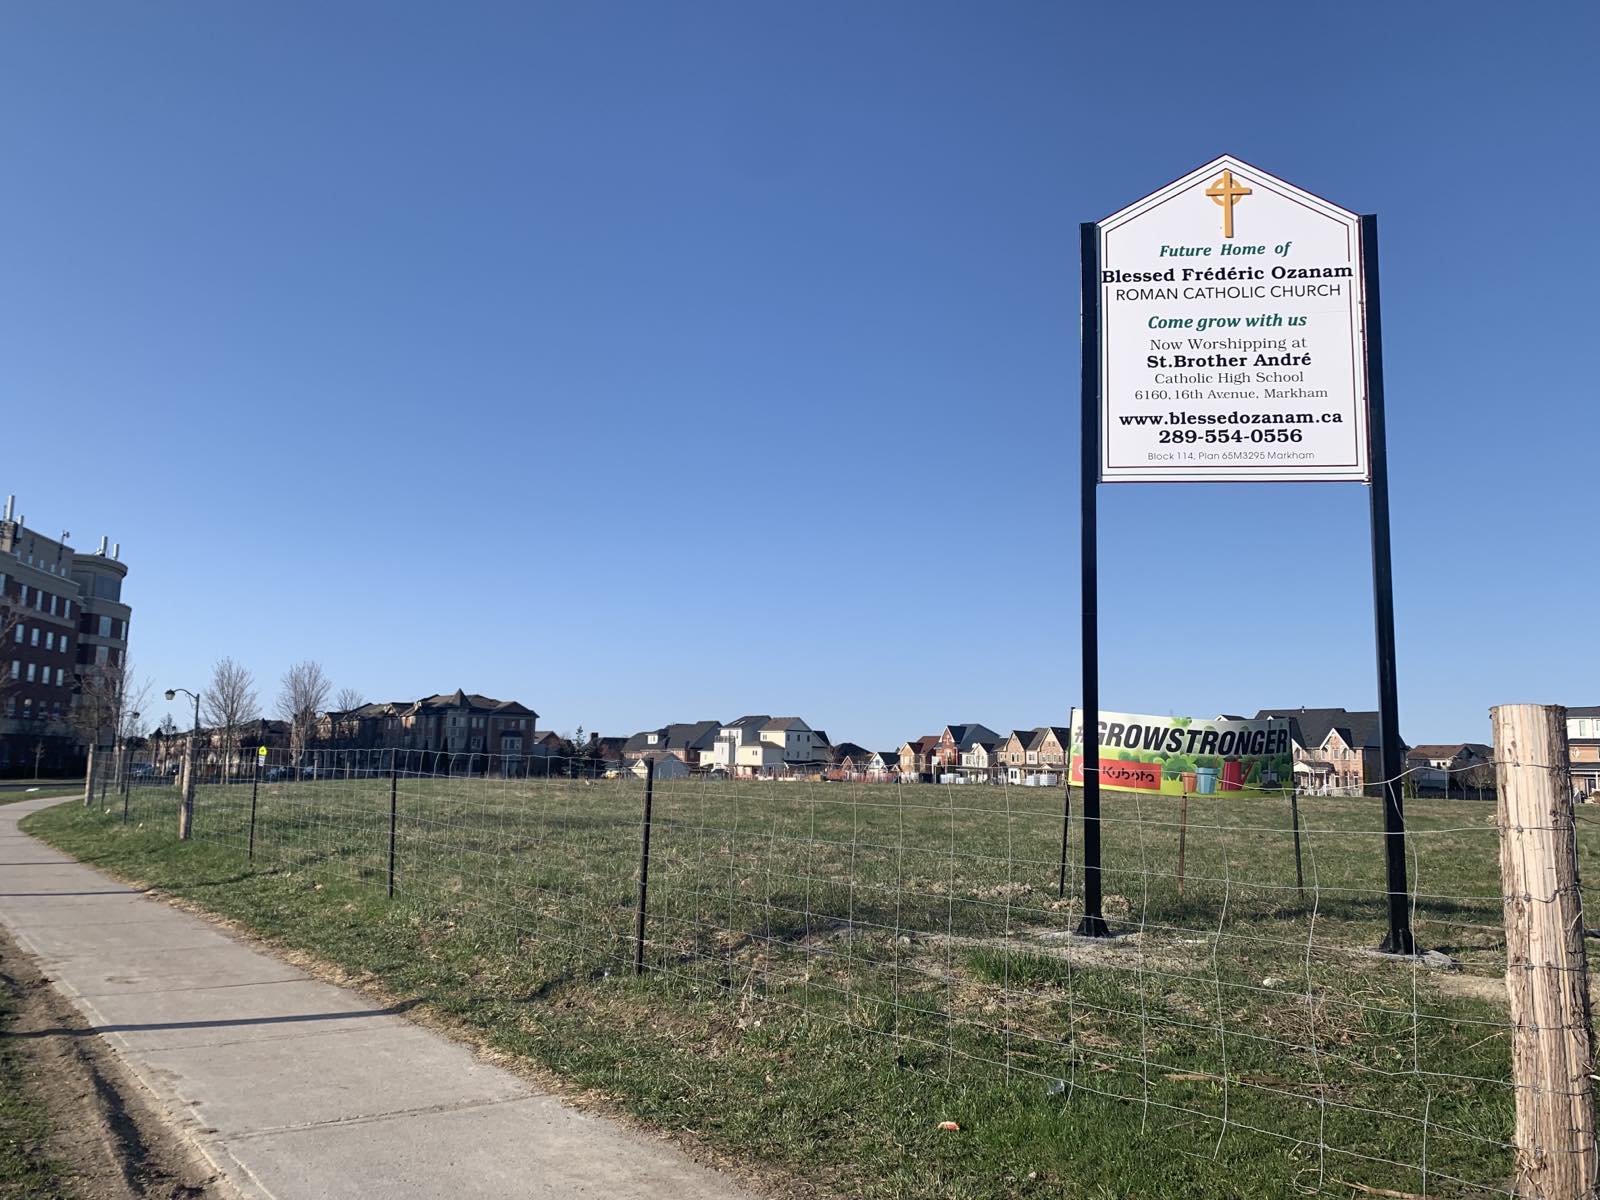 Future Home of
Blessed Frédéric Ozanam
ROMAN CATHOLIC CHURCH
Come grow with us
Now Worshipping at
St.Brother André
Catholic High School
6160, 16th Avenue, Markham
www.blessedozanam.ca
289-554-0556
Block 114, Plan 65M3295 Markham
#GROWSTRONGER
Kubota